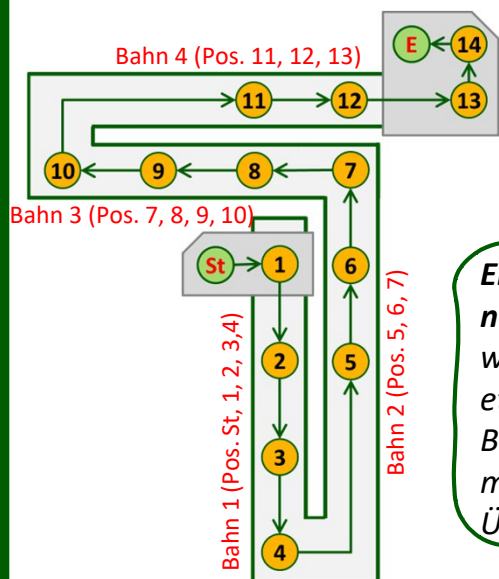 E 14
Bahn 4 (Pos. 11, 12, 13)
11 12 13
10 9 8 7
Bahn 3 (Pos. 7, 8, 9, 10)
St 1 6
2 5
3
4
Bahn 1 (Pos. St, 1, 2, 3,4)
Bahn 2 (Pos. 5, 6, 7)